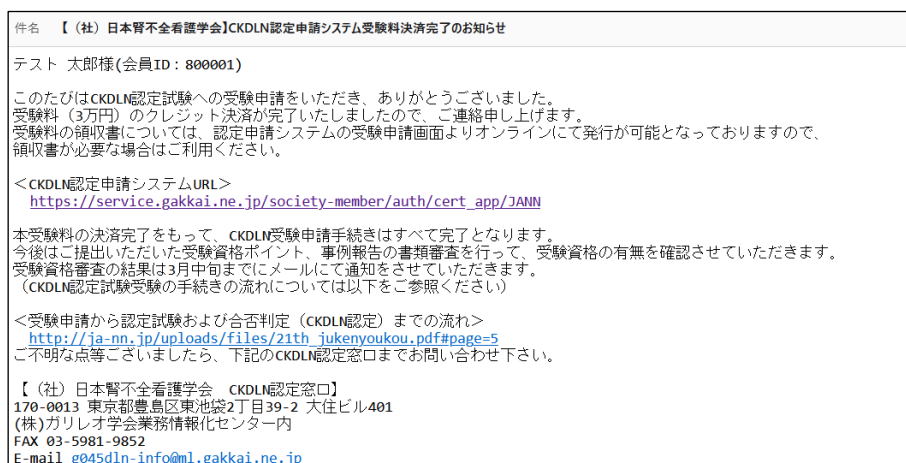 件名 【（社）日本腎不全看護学会】CKDLN認定申請システム受験料決済完了のお知らせ
テスト 太郎様(会員ID：800001)
このたびはCKDLN認定試験への受験申請をいただき、ありがとうございました。
受験料（3万円）のクレジット決済が完了いたしましたので、ご連絡申し上げます。
受験料の領収書については、認定申請システムの受験申請画面よりオンラインにて発行が可能となっておりますので、
領収書が必要な場合はご利用ください。
＜CKDLN認定申請システムURL＞
https://service.gakkai.ne.jp/society-member/auth/cert_app/JANN
本受験料の決済完了をもって、CKDLN受験申請手続きはすべて完了となります。
今後はご提出いただいた受験資格ポイント、事例報告の書類審査を行って、受験資格の有無を確認させていただきます。
受験資格審査の結果は3月中旬までにメールにて通知をさせていただきます。
（CKDLN認定試験受験の手続きの流れについては以下をご参照ください）
＜受験申請から認定試験および合否判定（CKDLN認定）までの流れ＞
http://ja-nn.jp/uploads/files/21th_jukenyoukou.pdf#page=5
ご不明な点等ございましたら、下記のCKDLN認定窓口までお問い合わせ下さい。
【（社）日本腎不全看護学会 CKDLN認定窓口】
170-0013 東京都豊島区東池袋2丁目39-2 大住ビル401
(株)ガリレオ学会業務情報化センター内
FAX 03-5981-9852
E-mail g045dln-info@ml.gakkai.ne.jp